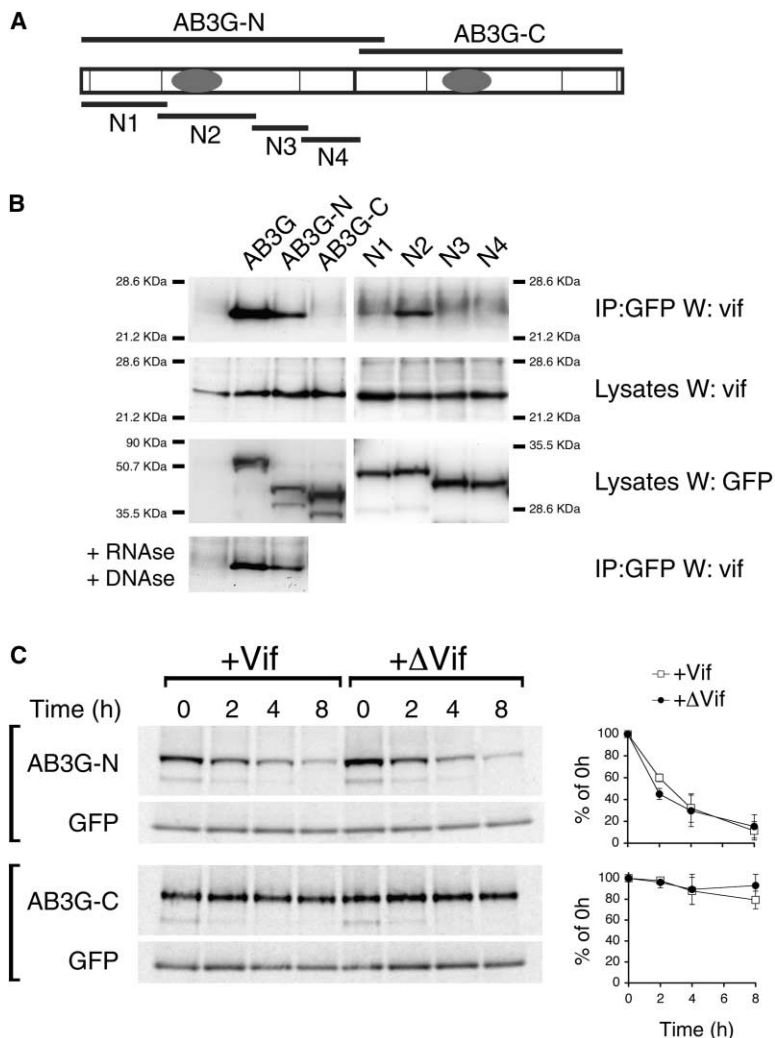 A
AB3G-N
AB3G-C
N1
N2
N3
N4
B
AB3G
AB3G-N
AB3G-C
N1
N2
N3
N4
28.6 KDa
28.6 KDa
IP:GFP W: vif
21.2 KDa
21.2 KDa
28.6 KDa
28.6 KDa
Lysates W: vif
21.2 KDa
21.2 KDa
90 KDa
35.5 KDa
50.7 KDa
Lysates W: GFP
35.5 KDa
28.6 KDa
+ RNAse
+ DNAse
IP:GFP W: vif
C
+Vif
+ΔVif
Time (h)
0 2 4 8 0 2 4 8
AB3G-N
GFP
AB3G-C
GFP
+Vif
+ΔVif
% of 0h
100
80
60
40
20
0
% of 0h
100
80
60
40
20
0
0 2 4 8
Time (h)